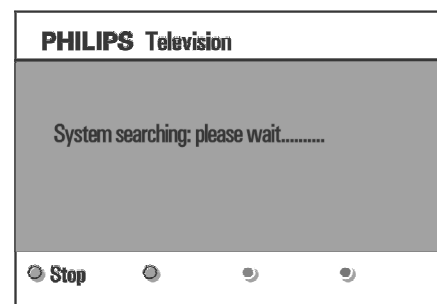 PHILIPS Television
System searching: please wait..........
Stop